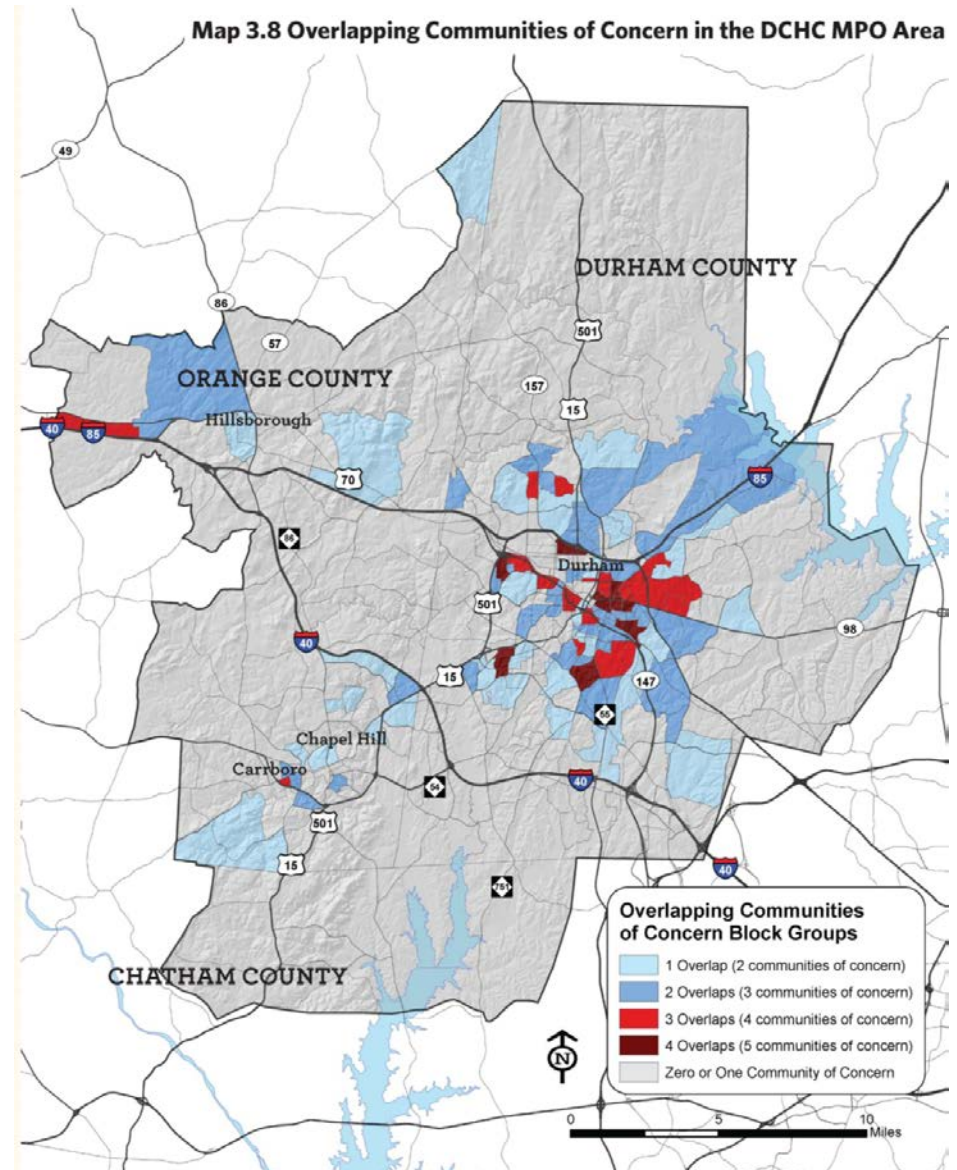 Map 3.8 Overlapping Communities of Concern in the DCHC MPO Area
49
DURHAM COUNTY
86
57
501
ORANGE COUNTY
157
15
Hillsborough
40
85
70
85
86
Durham
501
98
40
15
147
55
Chapel Hill
Carrboro
54
40
501
15
40
751
Overlapping Communities
of Concern Block Groups
1 Overlap (2 communities of concern)
2 Overlaps (3 communities of concern)
3 Overlaps (4 communities of concern)
4 Overlaps (5 communities of concern)
Zero or One Community of Concern
CHATHAM COUNTY
N
0 5 10
Miles